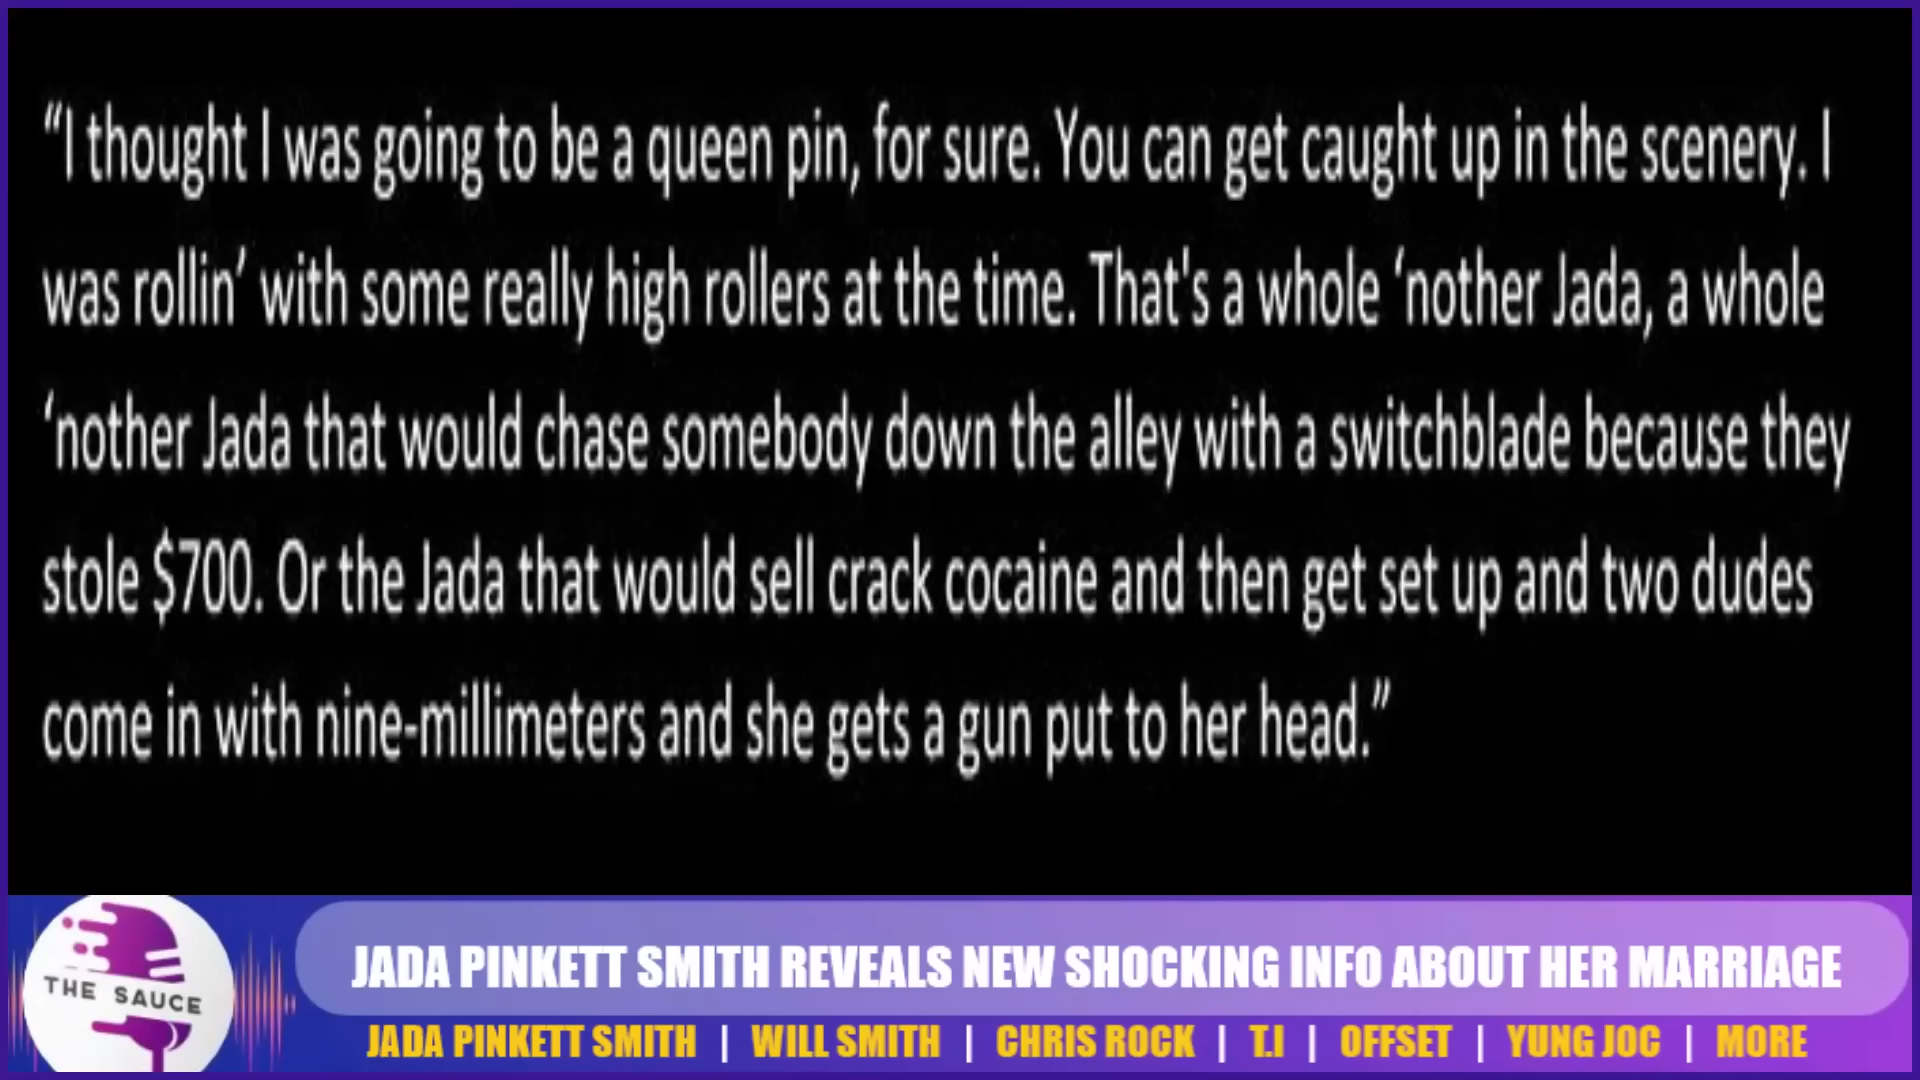 “I thought I was going to be a queen pin, for sure. You can get caught up in the scenery. I
was rollin’ with some really high rollers at the time. That's a whole ‘nother Jada, a whole
‘nother Jada that would chase somebody down the alley with a switchblade because they
stole $700. Or the Jada that would sell crack cocaine and then get set up and two dudes
come in with nine-millimeters and she gets a gun put to her head.”
THE SAUCE
JADA PINKETT SMITH REVEALS NEW SHOCKING INFO ABOUT HER MARRIAGE
JADA PINKETT SMITH | WILL SMITH | CHRIS ROCK | T.I | OFFSET | YUNG JOC | MORE